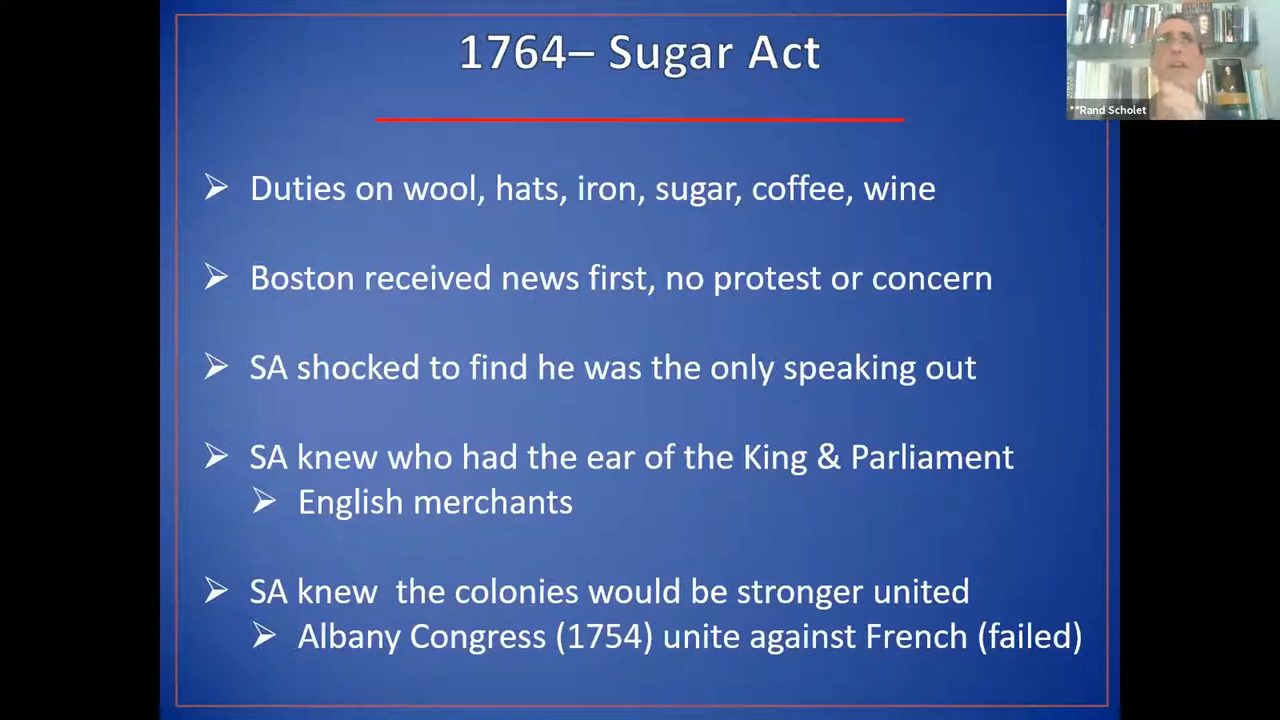 1764– Sugar Act
**Rand Scholet
➢ Duties on wool, hats, iron, sugar, coffee, wine
➢ Boston received news first, no protest or concern
➢ SA shocked to find he was the only speaking out
➢ SA knew who had the ear of the King & Parliament
➢ English merchants
➢ SA knew the colonies would be stronger united
➢ Albany Congress (1754) unite against French (failed)